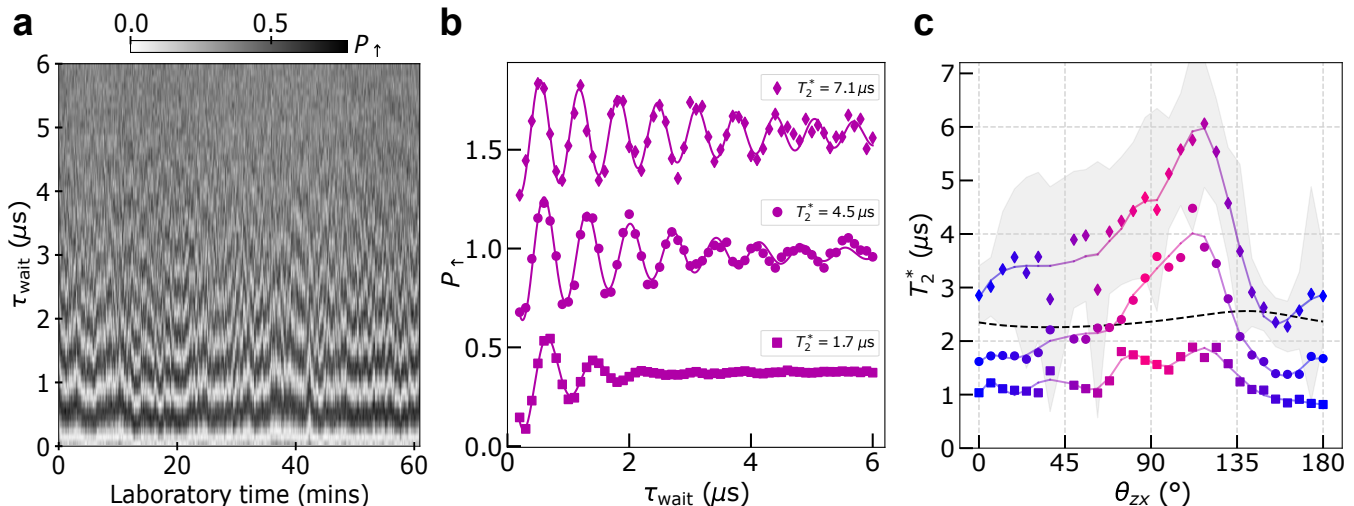 a
0.0
0.5
P↑
6
5
4
3
2
1
0
τwait (μs)
0
20
40
60
Laboratory time (mins)
b
T2* = 7.1 μs
T2* = 4.5 μs
T2* = 1.7 μs
1.5
1.0
0.5
0.0
P↑
0
2
4
6
τwait (μs)
c
7
6
5
4
3
2
1
0
T2* (μs)
0
45
90
135
180
θzx (°)